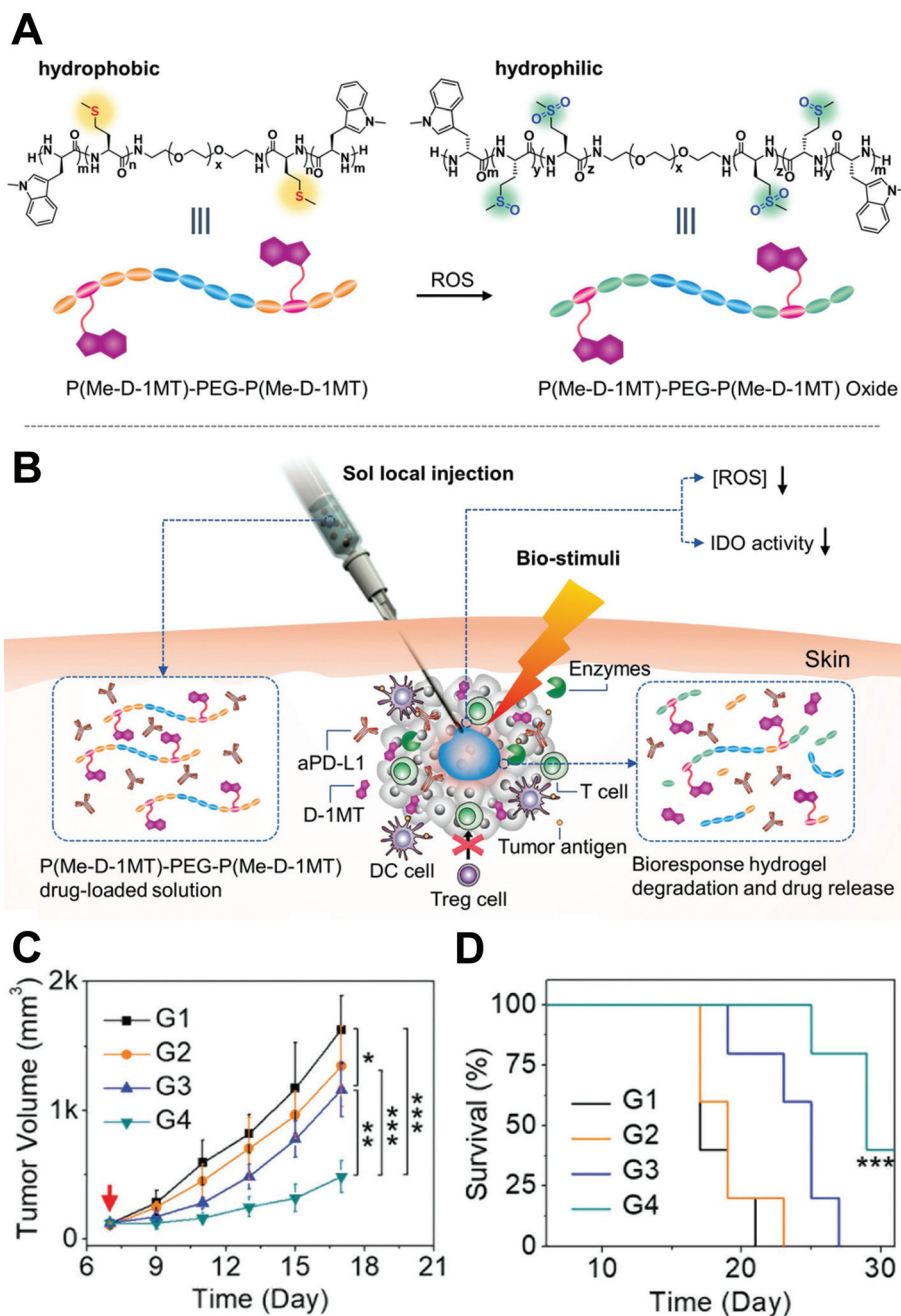 A
hydrophobic
hydrophilic
S
O
H
N
m
n
x
y
z
ROS
P(Me-D-1MT)-PEG-P(Me-D-1MT)
P(Me-D-1MT)-PEG-P(Me-D-1MT) Oxide
B
Sol local injection
[ROS] ↓
IDO activity ↓
Bio-stimuli
Skin
Enzymes
aPD-L1
D-1MT
T cell
Tumor antigen
DC cell
Treg cell
P(Me-D-1MT)-PEG-P(Me-D-1MT)
drug-loaded solution
Bioresponse hydrogel
degradation and drug release
C
Tumor Volume (mm³)
2k
1k
0
G1
G2
G3
G4
*
**
***
***
6 9 12 15 18 21
Time (Day)
D
Survival (%)
100
75
50
25
0
G1
G2
G3
G4
***
10 20 30
Time (Day)